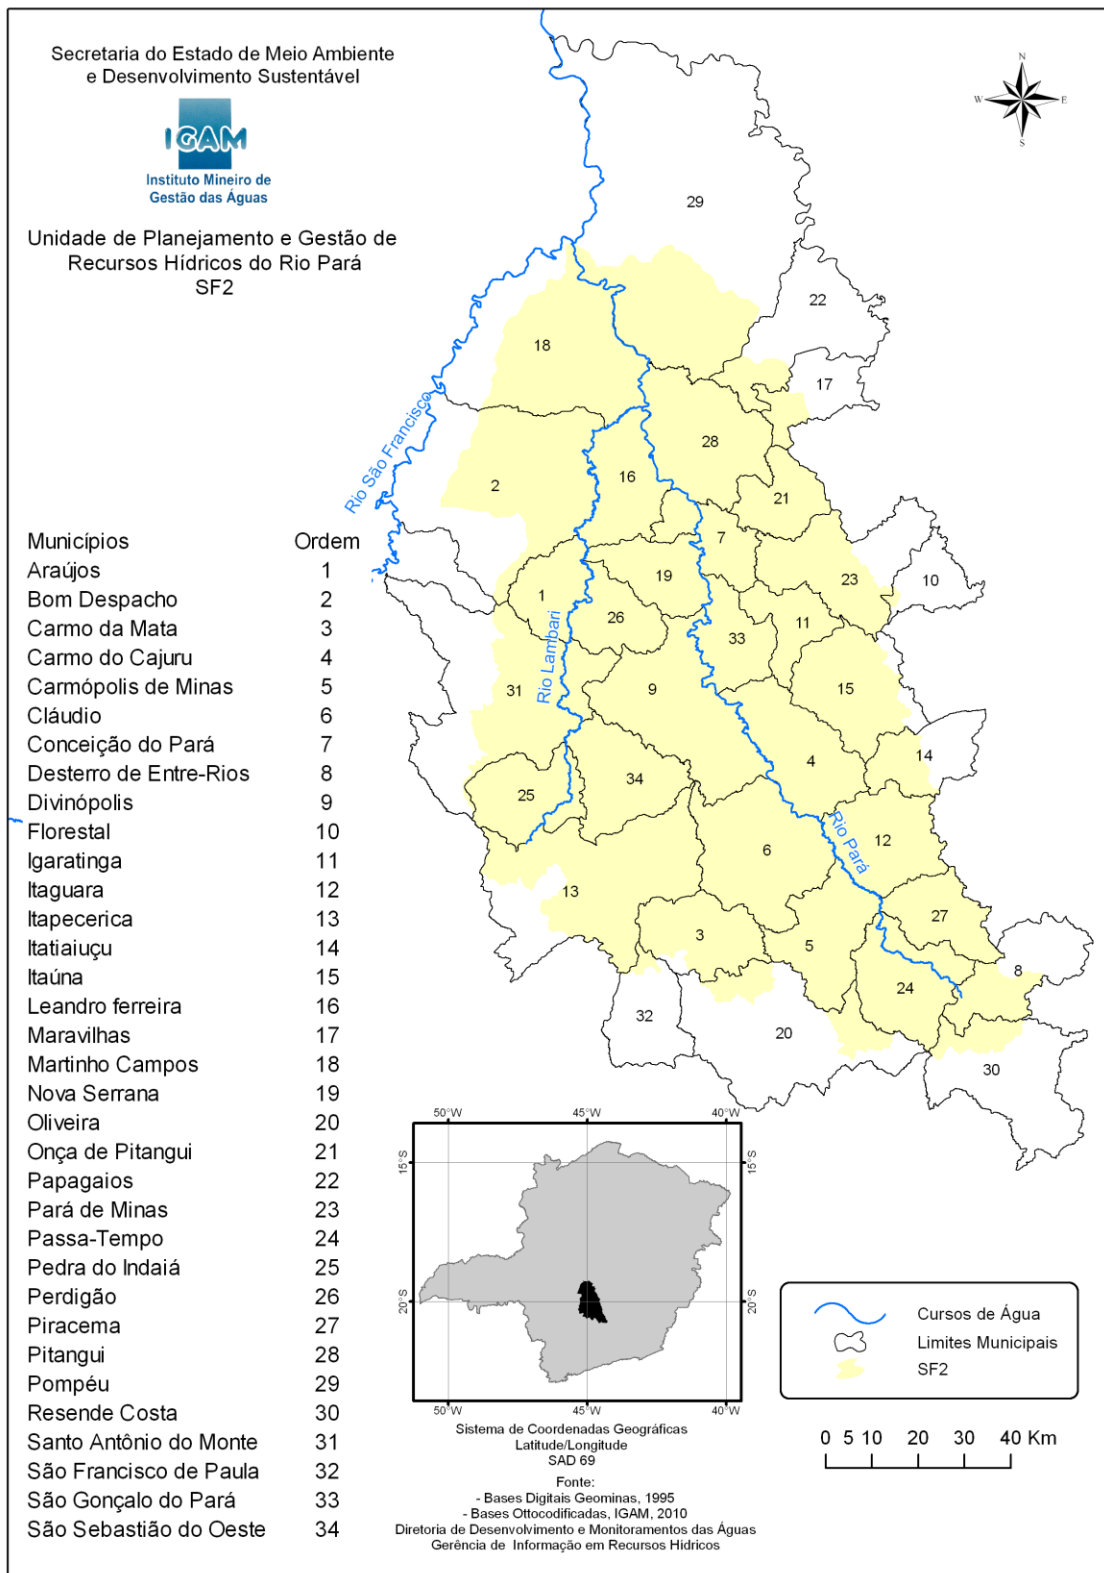 Secretaria do Estado de Meio Ambiente
e Desenvolvimento Sustentável
IGAM
Instituto Mineiro de
Gestão das Águas
Unidade de Planejamento e Gestão de
Recursos Hídricos do Rio Pará
SF2
N
W
E
S
29
22
18
17
Rio São Francisco
28
2
16
21
7
19
23
10
1
26
11
33
Rio Lambari
31
9
15
14
4
34
25
Rio Pará
12
6
13
27
3
5
8
24
32
20
30
Municípios Ordem
Araújos 1
Bom Despacho 2
Carmo da Mata 3
Carmo do Cajuru 4
Carmópolis de Minas 5
Cláudio 6
Conceição do Pará 7
Desterro de Entre-Rios 8
Divinópolis 9
Florestal 10
Igaratinga 11
Itaguara 12
Itapecerica 13
Itatiaiuçu 14
Itaúna 15
Leandro ferreira 16
Maravilhas 17
Martinho Campos 18
Nova Serrana 19
Oliveira 20
Onça de Pitangui 21
Papagaios 22
Pará de Minas 23
Passa-Tempo 24
Pedra do Indaiá 25
Perdigão 26
Piracema 27
Pitangui 28
Pompéu 29
Resende Costa 30
Santo Antônio do Monte 31
São Francisco de Paula 32
São Gonçalo do Pará 33
São Sebastião do Oeste 34
50°W 45°W 40°W
15°S 15°S
20°S 20°S
50°W 45°W 40°W
Sistema de Coordenadas Geográficas
Latitude/Longitude
SAD 69
Fonte:
- Bases Digitais Geominas, 1995
- Bases Ottocodificadas, IGAM, 2010
Diretoria de Desenvolvimento e Monitoramentos das Águas
Gerência de Informação em Recursos Hídricos
Cursos de Água
Limites Municipais
SF2
0 5 10 20 30 40 Km